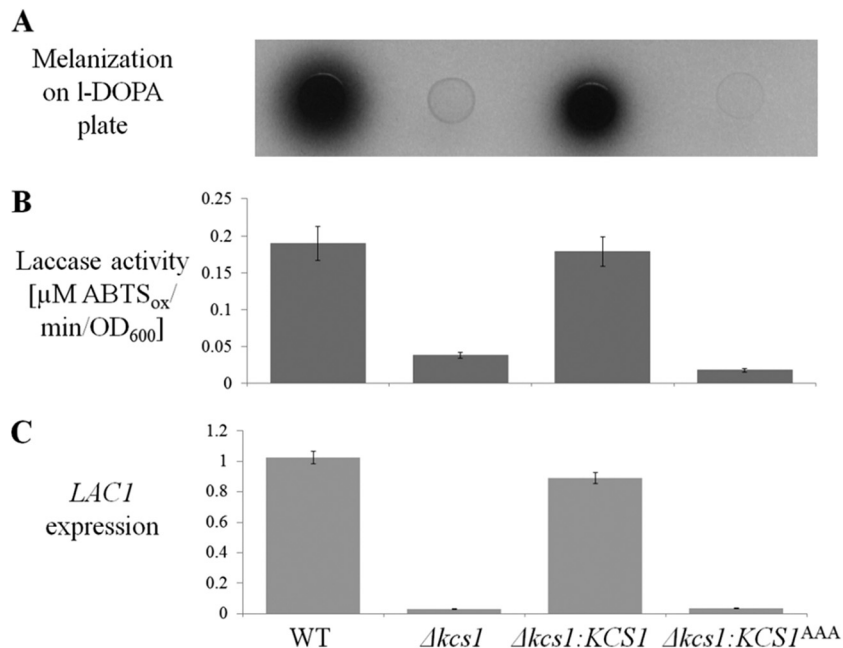 A
Melanization
on l-DOPA
plate
B
Laccase activity
[µM ABTSox/
min/OD600]
0.25
0.2
0.15
0.1
0.05
0
C
LAC1
expression
1.2
1
0.8
0.6
0.4
0.2
0
WT Δkcs1 Δkcs1:KCS1 Δkcs1:KCS1AAA